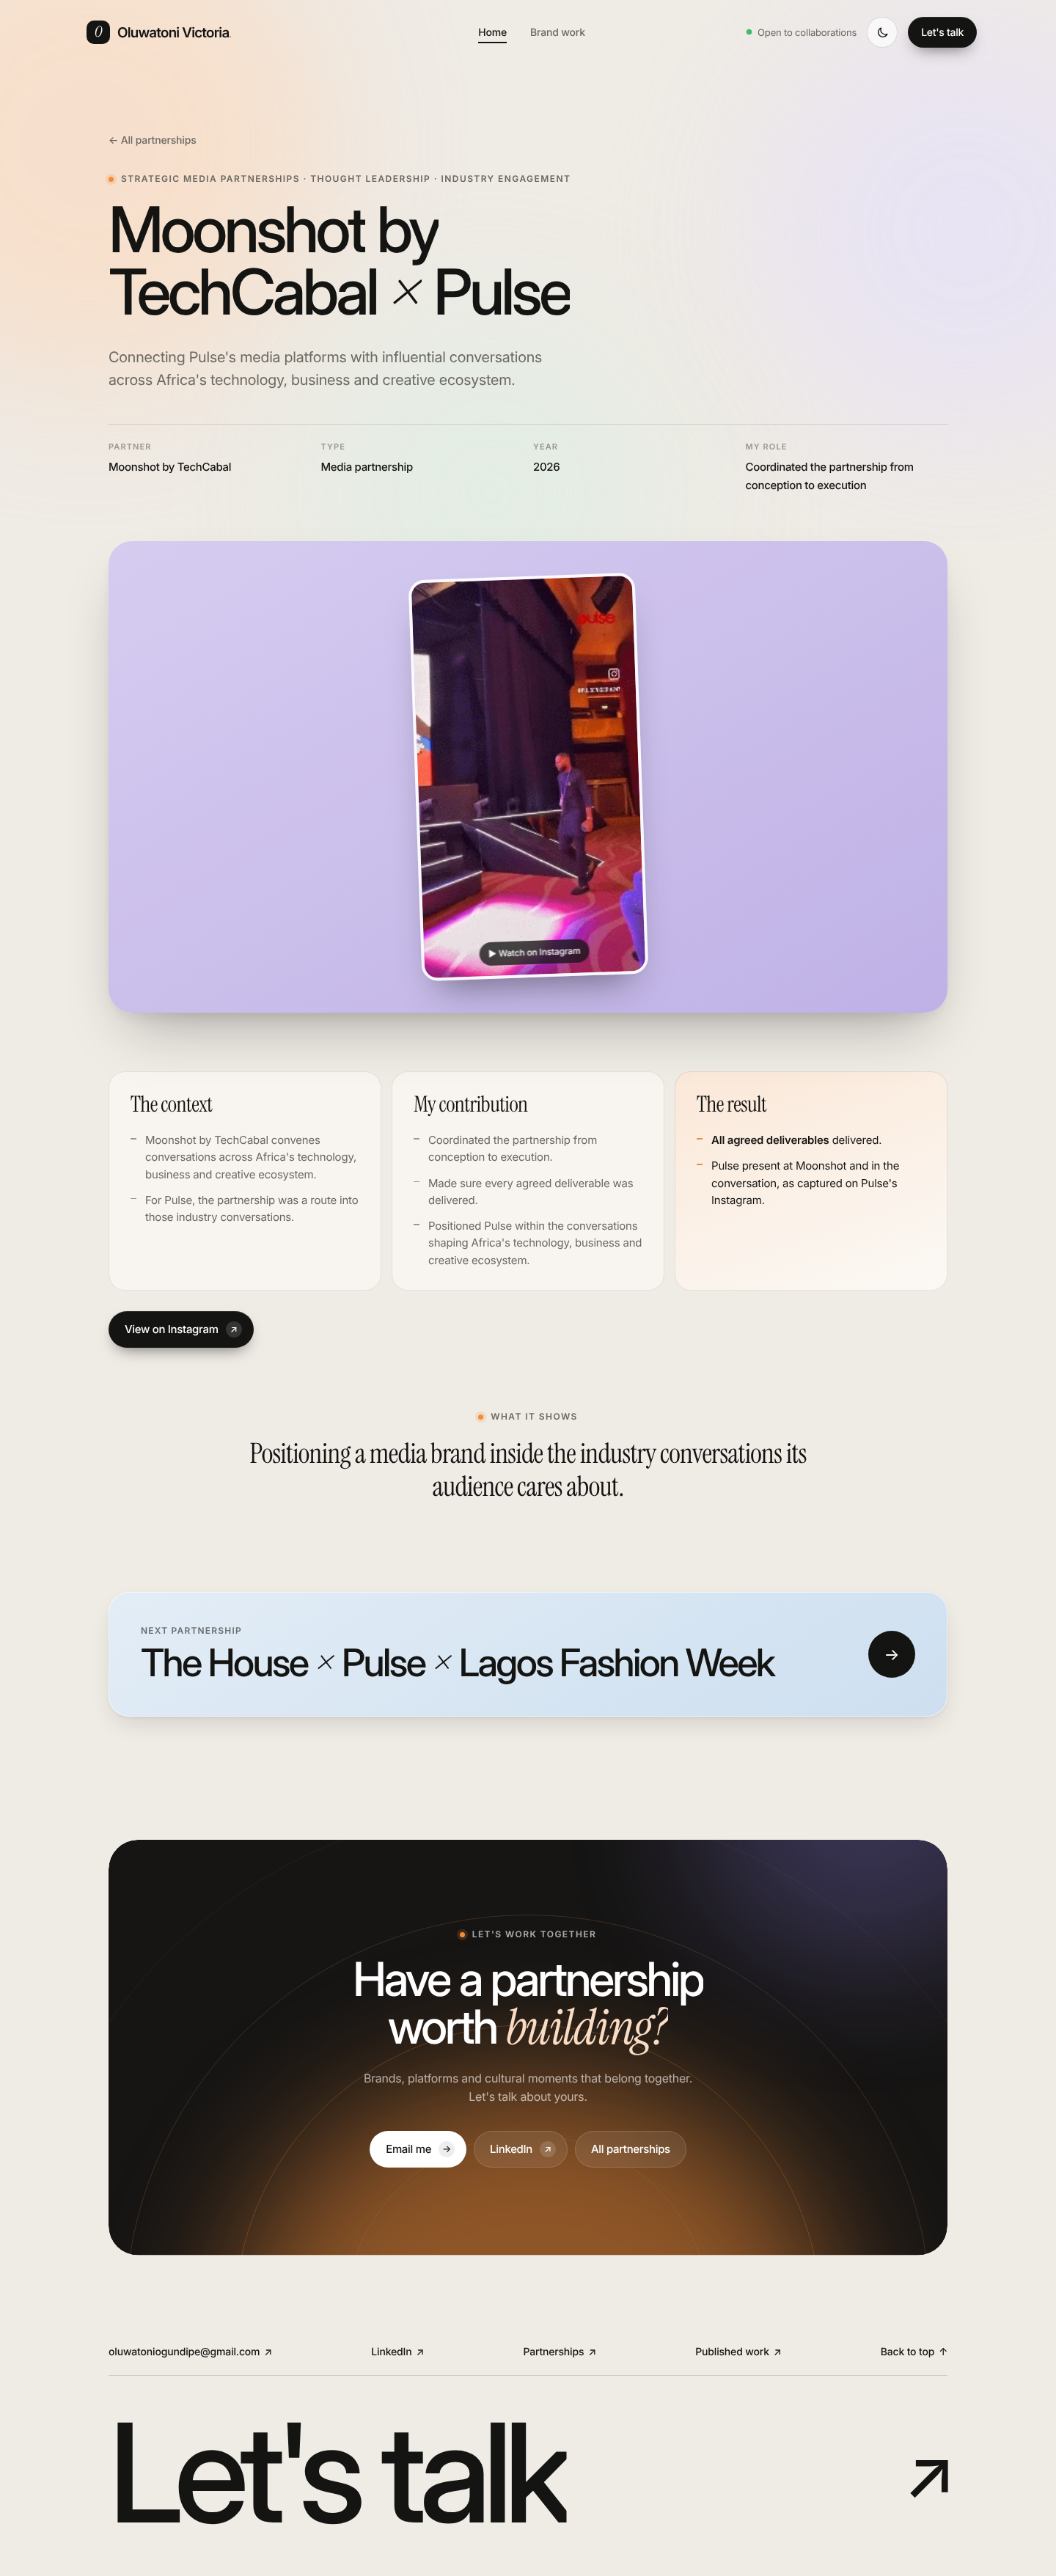 O Oluwatoni Victoria.
Home
Brand work
Open to collaborations
Let's talk
← All partnerships
STRATEGIC MEDIA PARTNERSHIPS · THOUGHT LEADERSHIP · INDUSTRY ENGAGEMENT
Moonshot by
TechCabal × Pulse
Connecting Pulse's media platforms with influential conversations
across Africa's technology, business and creative ecosystem.
PARTNER
Moonshot by TechCabal
TYPE
Media partnership
YEAR
2026
MY ROLE
Coordinated the partnership from
conception to execution
pulse
▶ Watch on Instagram
The context
– Moonshot by TechCabal convenes
conversations across Africa's technology,
business and creative ecosystem.
– For Pulse, the partnership was a route into
those industry conversations.
My contribution
– Coordinated the partnership from
conception to execution.
– Made sure every agreed deliverable was
delivered.
– Positioned Pulse within the conversations
shaping Africa's technology, business and
creative ecosystem.
The result
– All agreed deliverables delivered.
– Pulse present at Moonshot and in the
conversation, as captured on Pulse's
Instagram.
View on Instagram ↗
WHAT IT SHOWS
Positioning a media brand inside the industry conversations its
audience cares about.
NEXT PARTNERSHIP
The House × Pulse × Lagos Fashion Week
→
LET'S WORK TOGETHER
Have a partnership
worth building?
Brands, platforms and cultural moments that belong together.
Let's talk about yours.
Email me →
LinkedIn ↗
All partnerships
oluwatoniogundipe@gmail.com ↗
LinkedIn ↗
Partnerships ↗
Published work ↗
Back to top ↑
Let's talk ↗